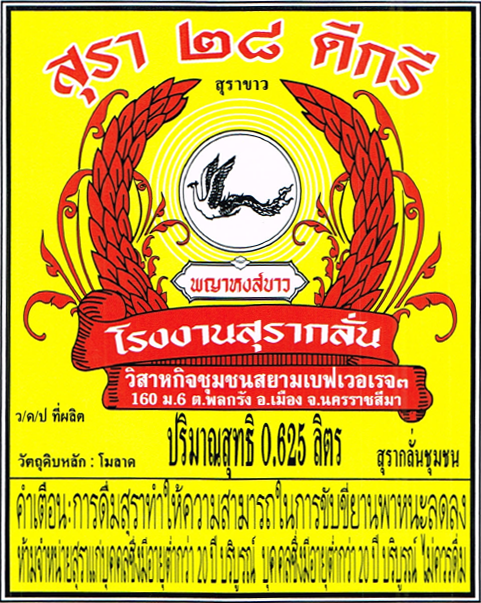 สุรา ๒๘ ดีกรี
สุราขาว
พญาหงส์ขาว
โรงงานสุรากลั่น
วิสาหกิจชุมชนสยามเบฟเวอเรจ๓
160 ม.6 ต.พลกรัง อ.เมือง จ.นครราชสีมา
ว/ด/ป ที่ผลิต
ปริมาณสุทธิ 0.625 ลิตร
วัตถุดิบหลัก : โมลาด
สุรากลั่นชุมชน
คำเตือน:การดื่มสุราทำให้ความสามารถในการขับขี่ยานพาหนะลดลง
ห้ามจำหน่ายสุราแก่บุคคลซึ่งมีอายุต่ำกว่า 20 ปี บริบูรณ์ บุคคลซึ่งมีอายุต่ำกว่า 20 ปี บริบูรณ์ ไม่ควรดื่ม